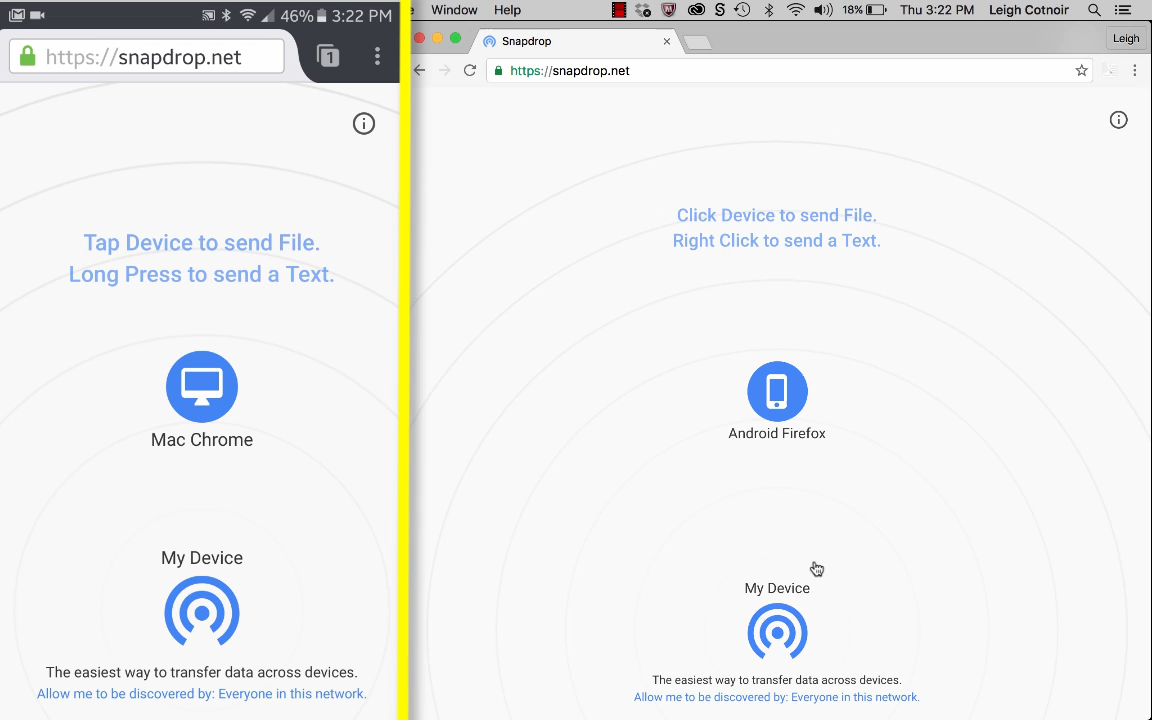 46% 3:22 PM
https://snapdrop.net
1
Tap Device to send File.
Long Press to send a Text.
Mac Chrome
My Device
The easiest way to transfer data across devices.
Allow me to be discovered by: Everyone in this network.
Window Help
18% Thu 3:22 PM Leigh Cotnoir
Snapdrop
Leigh
https://snapdrop.net
Click Device to send File.
Right Click to send a Text.
Android Firefox
My Device
The easiest way to transfer data across devices.
Allow me to be discovered by: Everyone in this network.